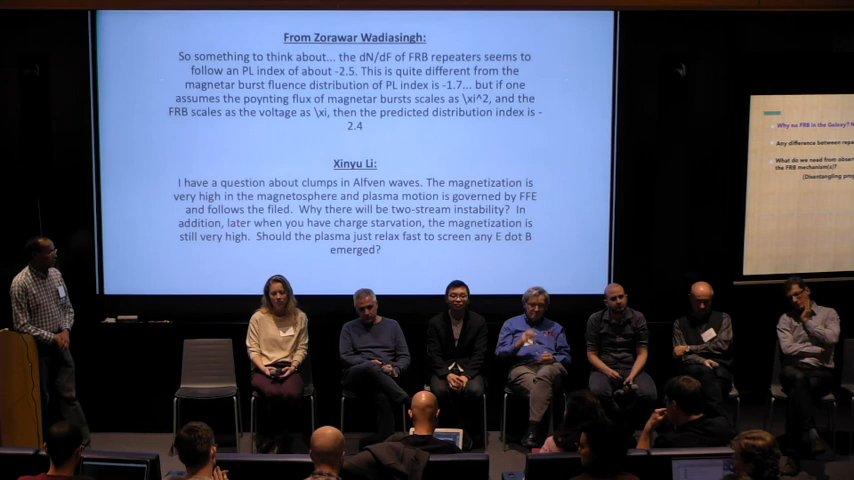 From Zorawar Wadiasingh:
So something to think about... the dN/dF of FRB repeaters seems to
follow an PL index of about -2.5. This is quite different from the
magnetar burst fluence distribution of PL index is -1.7... but if one
assumes the poynting flux of magnetar bursts scales as \xi^2, and the
FRB scales as the voltage as \xi, then the predicted distribution index is -
2.4
Xinyu Li:
I have a question about clumps in Alfven waves. The magnetization is
very high in the magnetosphere and plasma motion is governed by FFE
and follows the filed.  Why there will be two-stream instability?  In
addition, later when you have charge starvation, the magnetization is
still very high.  Should the plasma just relax fast to screen any E dot B
emerged?
Why no FRB in the Galaxy?
Any difference between
What do we need from
the FRB mechanism(s)?
(Disentangling